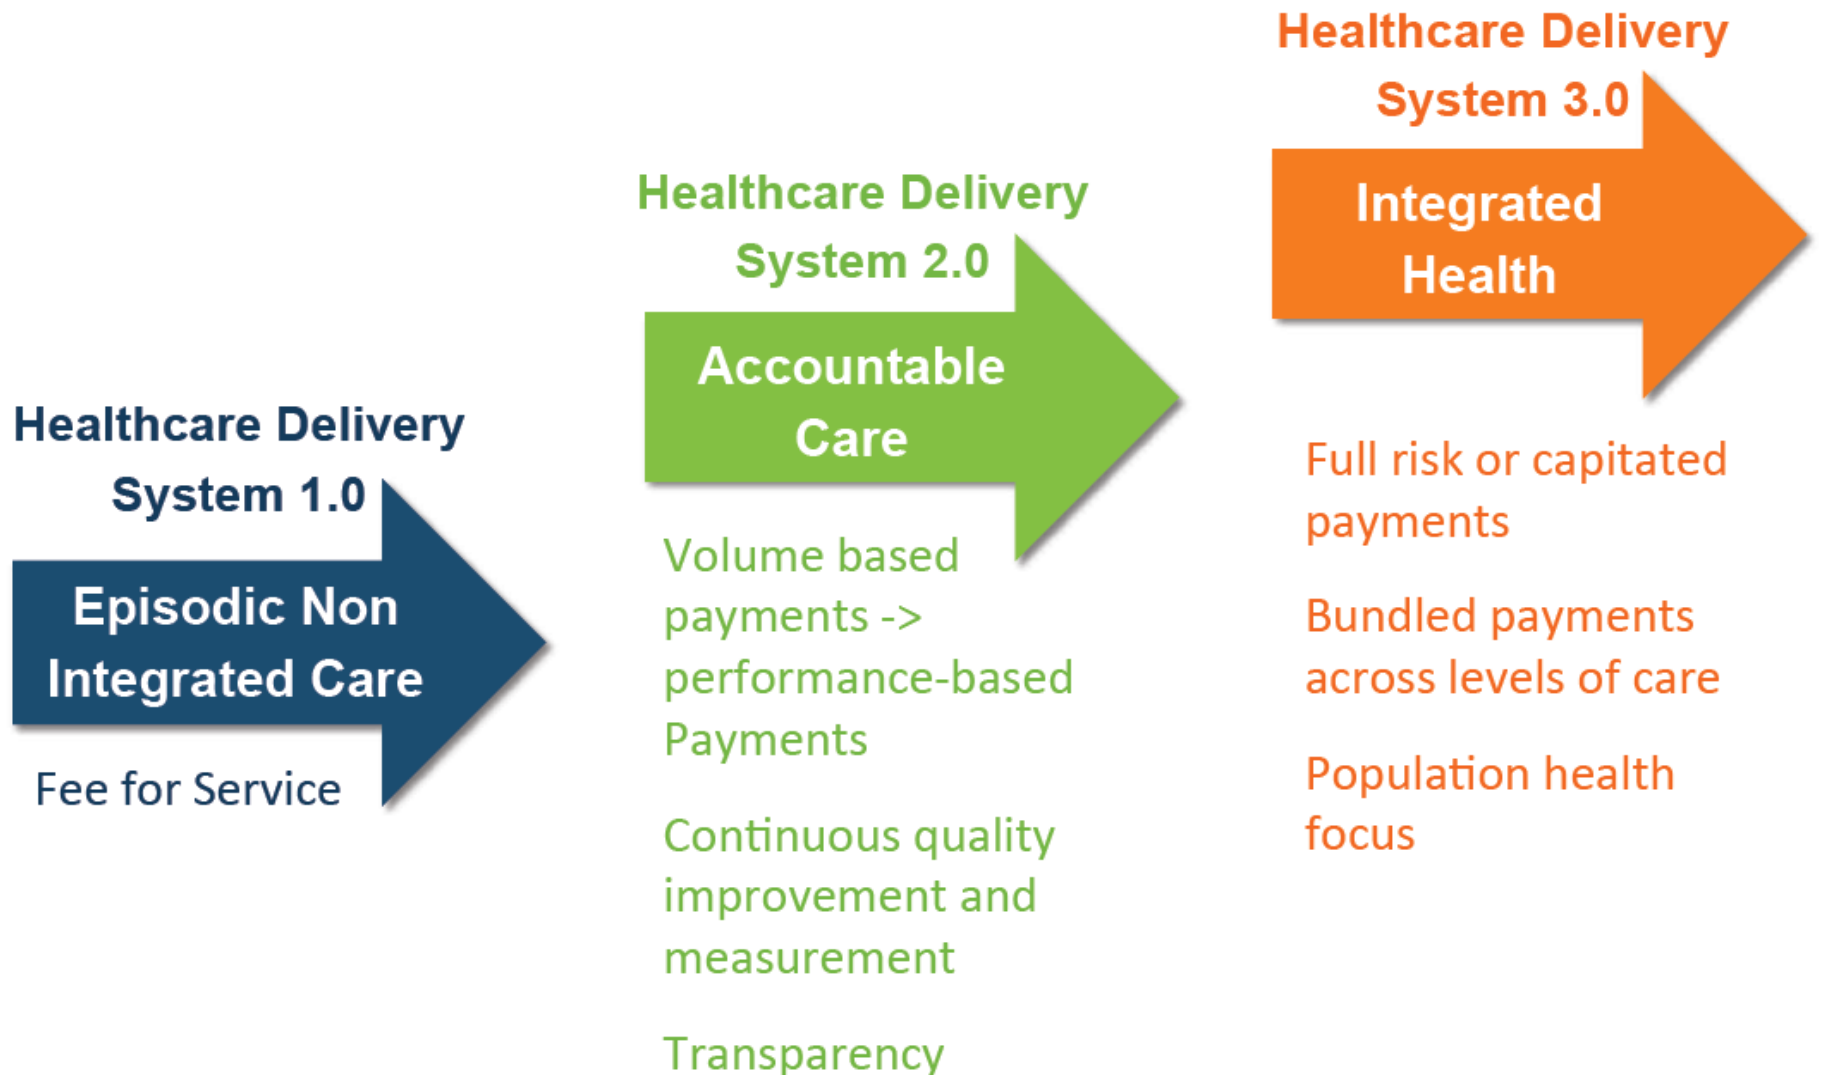 Healthcare Delivery
System 1.0
Episodic Non
Integrated Care
Fee for Service
Healthcare Delivery
System 2.0
Accountable
Care
Volume based
payments ->
performance-based
Payments
Continuous quality
improvement and
measurement
Transparency
Healthcare Delivery
System 3.0
Integrated
Health
Full risk or capitated
payments
Bundled payments
across levels of care
Population health
focus